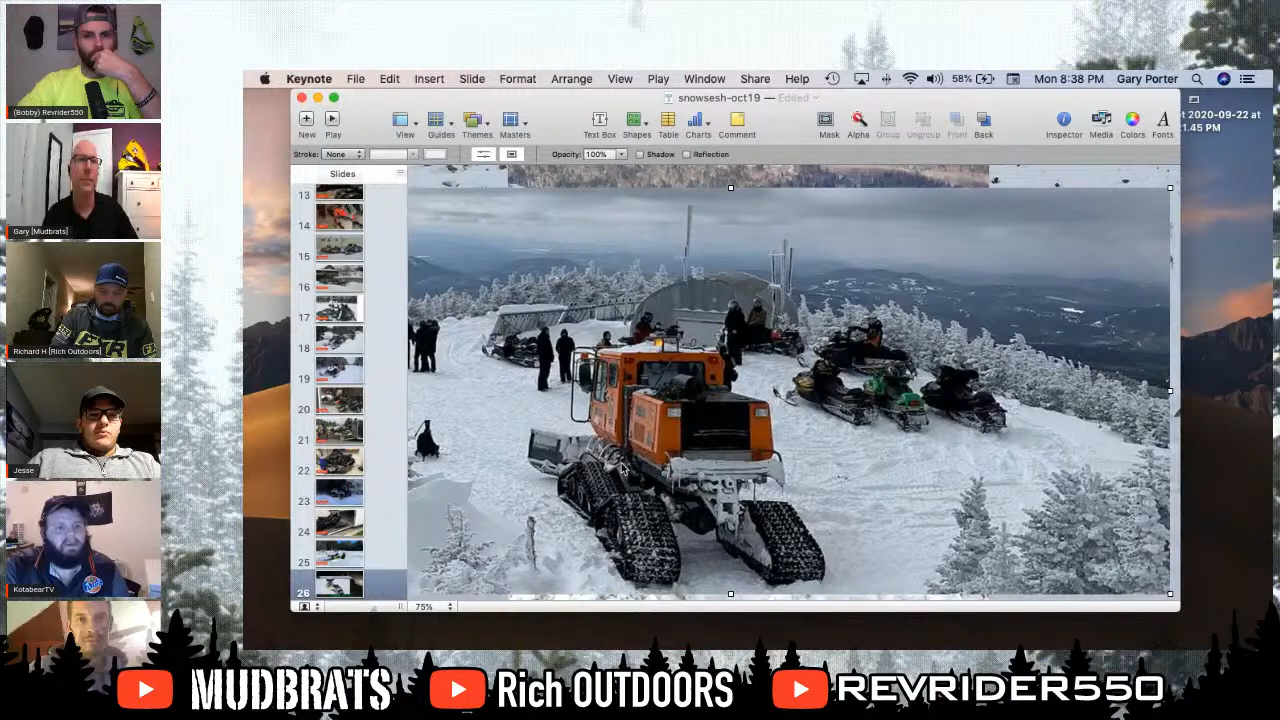 (Bobby) Revrider550
Gary [Mudbrats]
Richard H [Rich Outdoors]
Jesse
KotabearTV
Keynote File Edit Insert Slide Format Arrange View Play Window Share Help 58% Mon 8:38 PM Gary Porter
snowsesh-oct19 — Edited
New Play View Guides Themes Masters Text Box Shapes Table Charts Comment Mask Alpha Group Ungroup Front Back Inspector Media Colors Fonts
Stroke: None Opacity: 100% Shadow Reflection
t 2020-09-22 at
1.45 PM
Slides
13
14
15
16
17
18
19
20
21
22
23
24
25
26
75%
MUDBRATS Rich OUTDOORS REVRIDER550